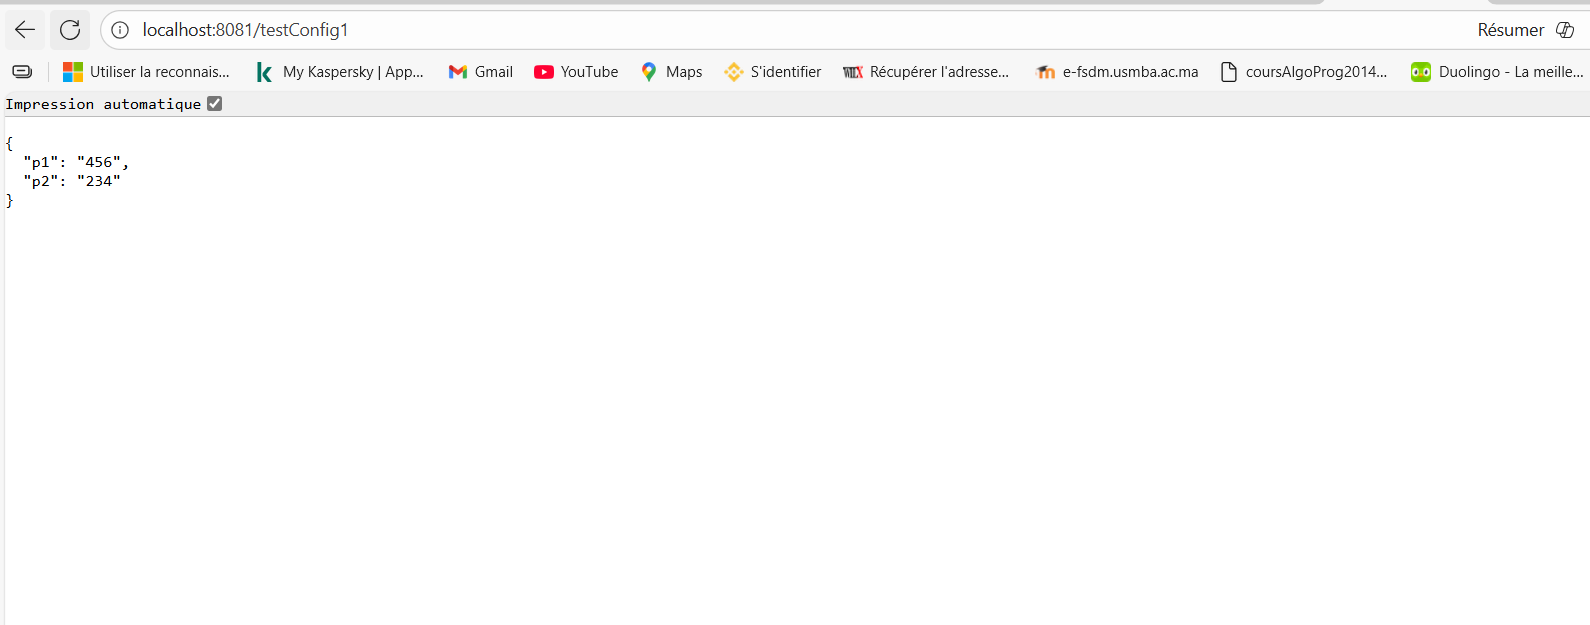 localhost:8081/testConfig1 Résumer
Utiliser la reconnais... My Kaspersky | App... Gmail YouTube Maps S'identifier Récupérer l'adresse... e-fsdm.usmba.ac.ma coursAlgoProg2014... Duolingo - La meille...
Impression automatique
{
"p1": "456",
"p2": "234"
}